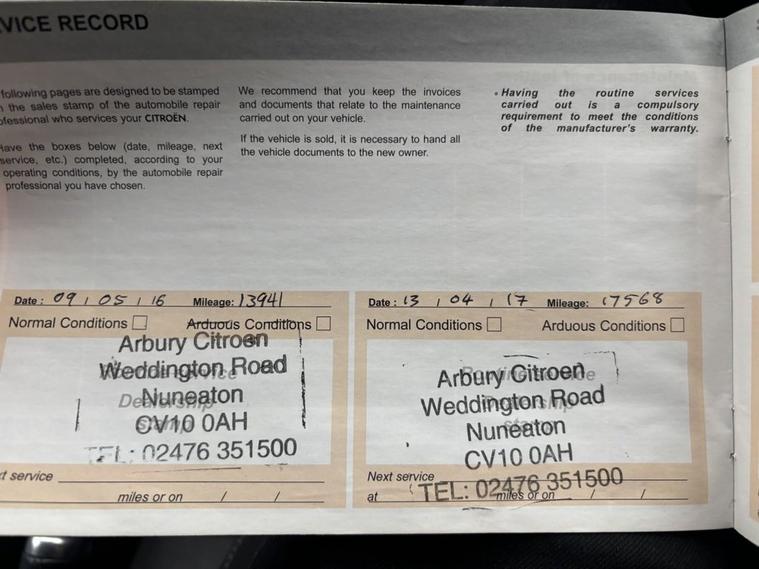 VICE RECORD
following pages are designed to be stamped
the sales stamp of the automobile repair
ofessional who services your CITROËN.
ave the boxes below (date, mileage, next
service, etc.) completed, according to your
operating conditions, by the automobile repair
professional you have chosen.
We recommend that you keep the invoices
and documents that relate to the maintenance
carried out on your vehicle.
If the vehicle is sold, it is necessary to hand all
the vehicle documents to the new owner.
• Having the routine services
carried out is a compulsory
requirement to meet the conditions
of the manufacturer's warranty.
Date : 09 / 05 / 16 Mileage: 13941
Normal Conditions Arduous Conditions
Arbury Citroen
Weddington Road
Nuneaton
CV10 0AH
TEL: 02476 351500
t service
miles or on / /
Date : 13 / 04 / 17 Mileage: 17568
Normal Conditions Arduous Conditions
Arbury Citroen
Weddington Road
Nuneaton
CV10 0AH
Next service
TEL: 02476 351500
at miles or on / /